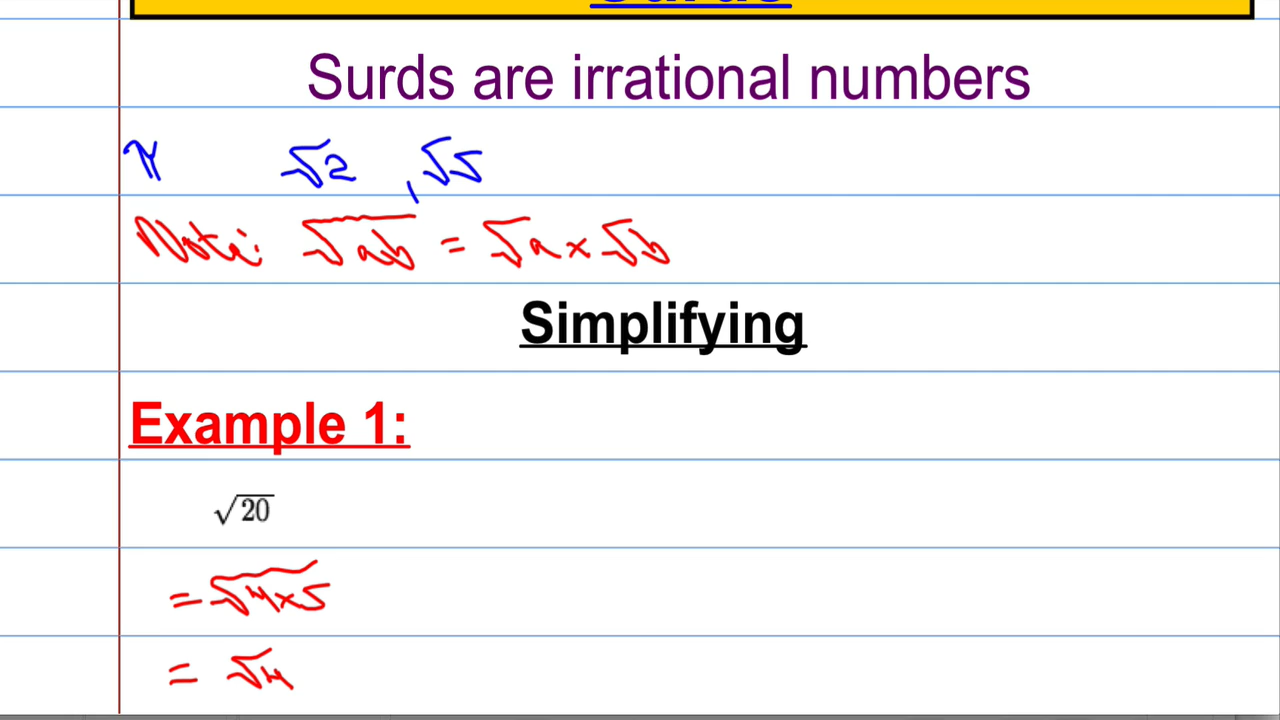 Surds are irrational numbers
π √2 , √5
Note: √ab = √a × √b
Simplifying
Example 1:
√20
= √4×5
= √4